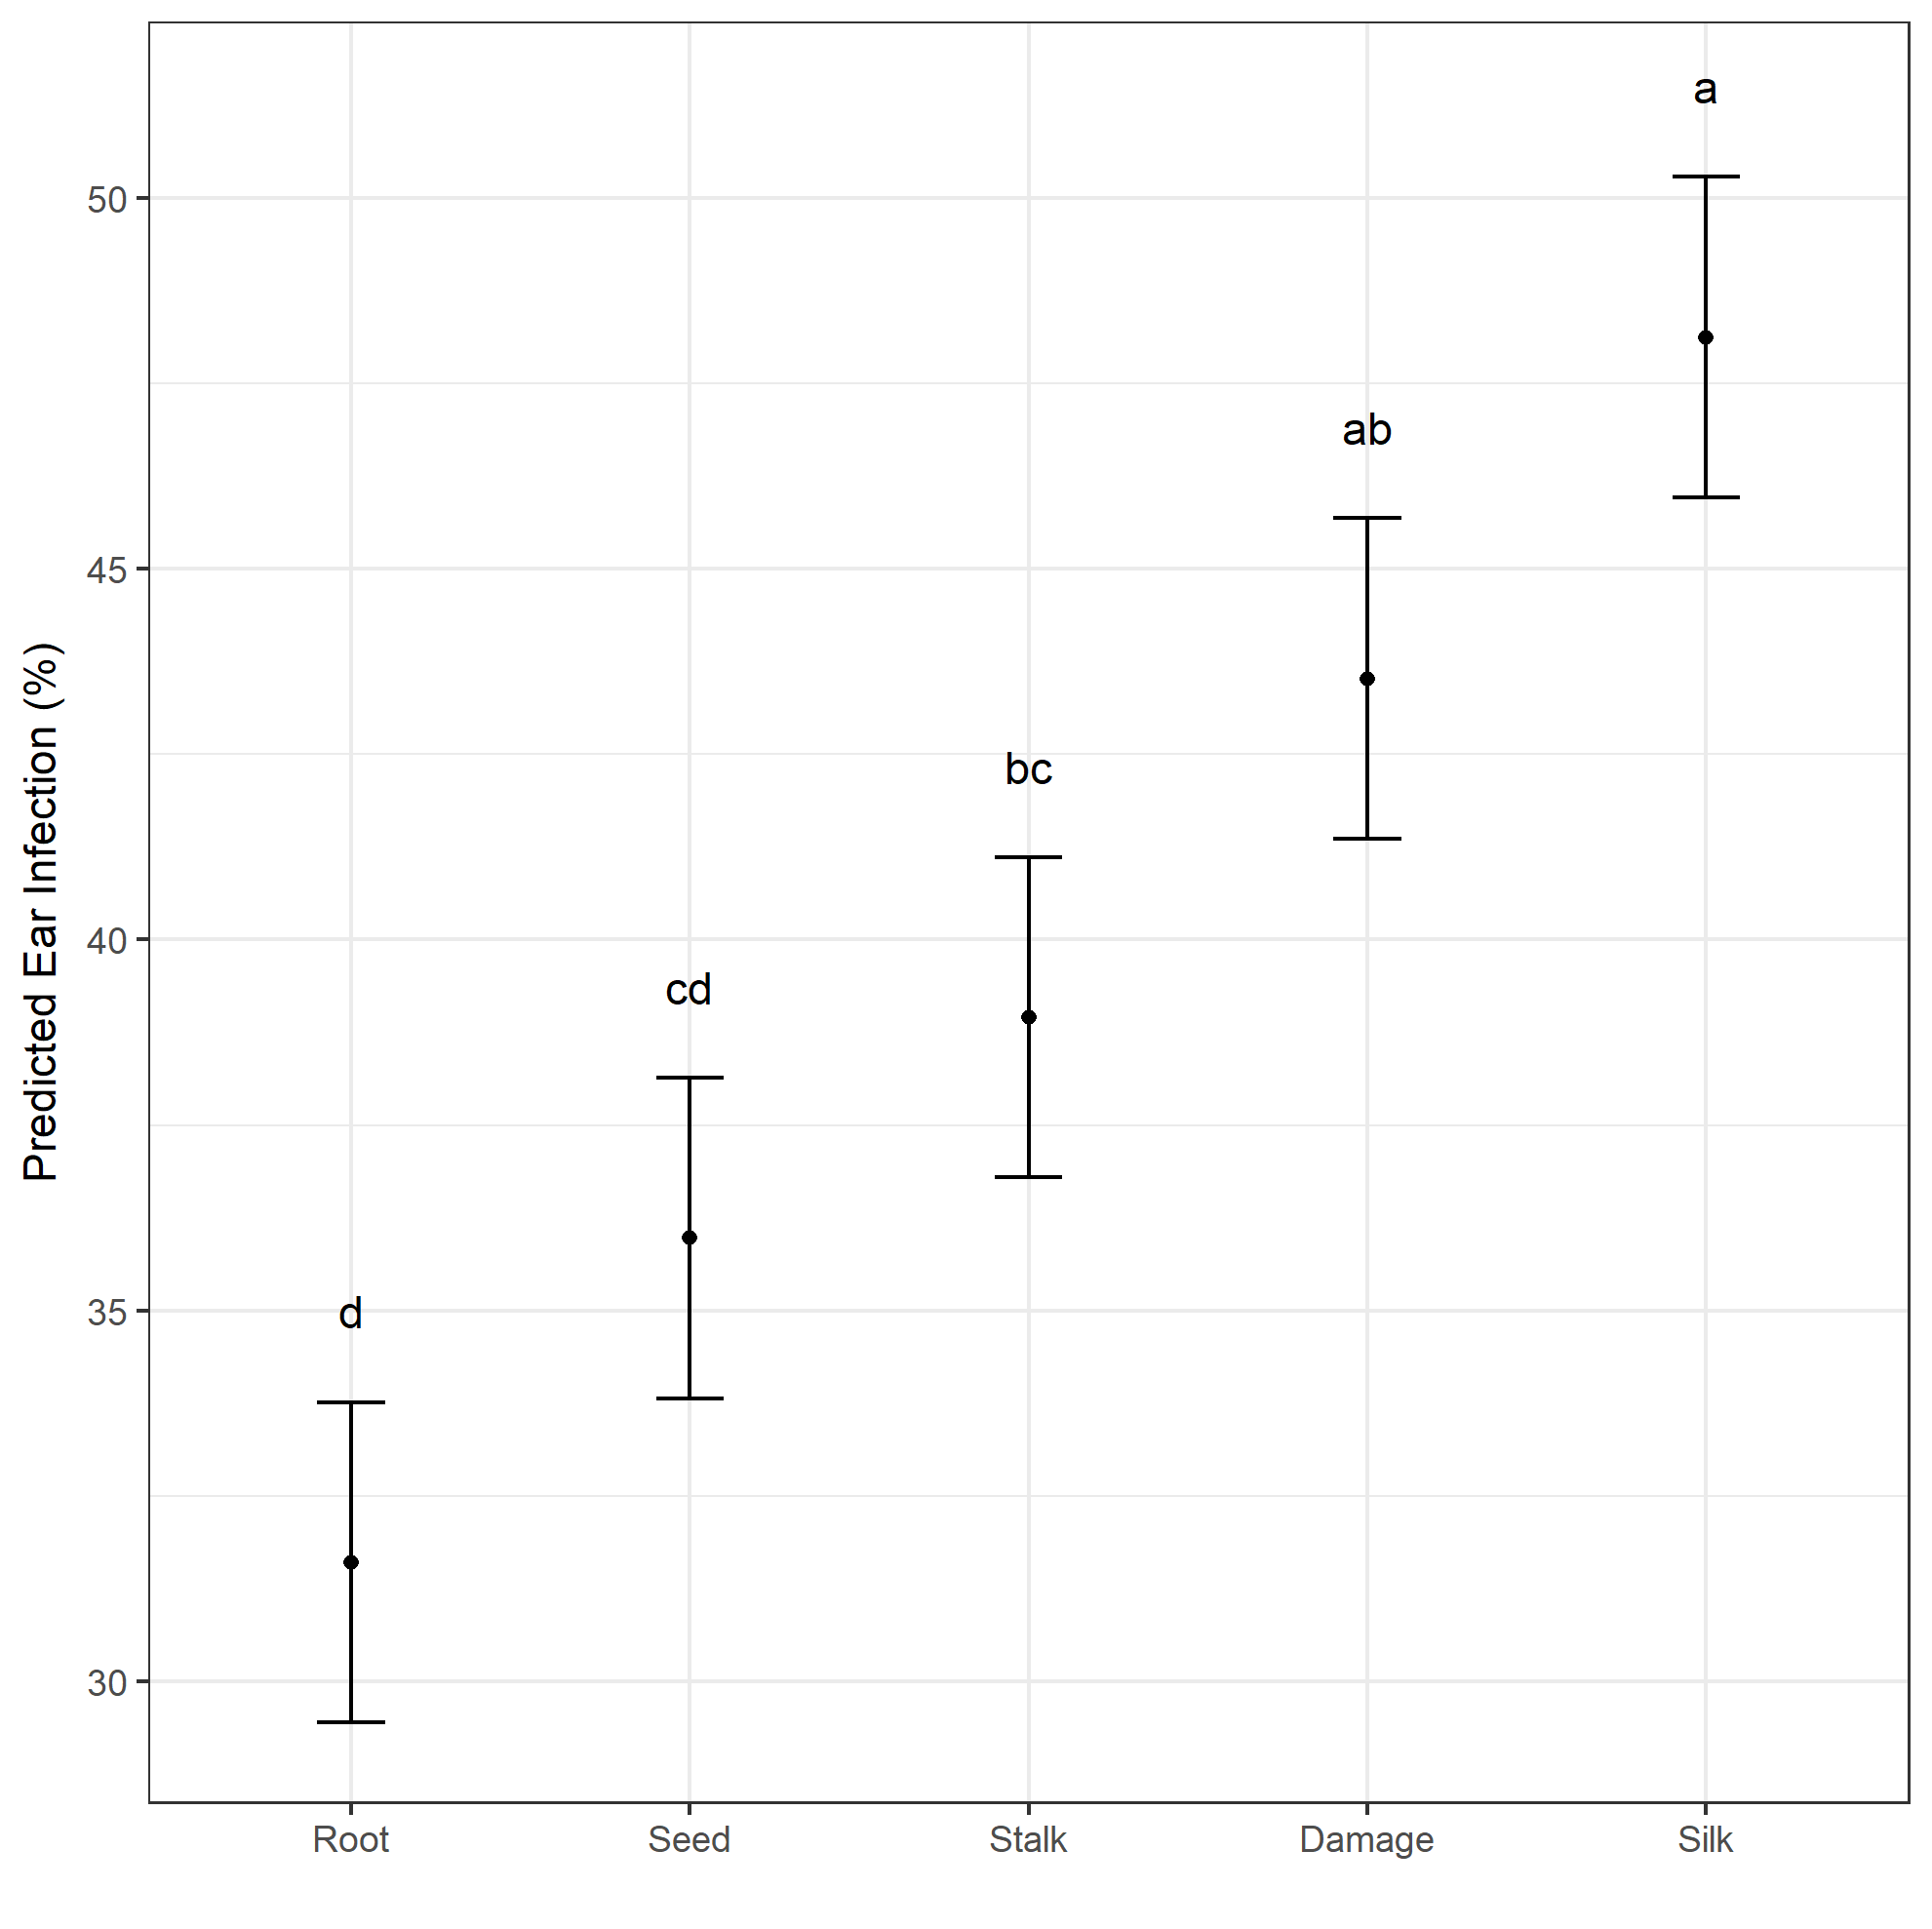 Predicted Ear Infection (%)
50
45
40
35
30
a
ab
bc
cd
d
Root Seed Stalk Damage Silk